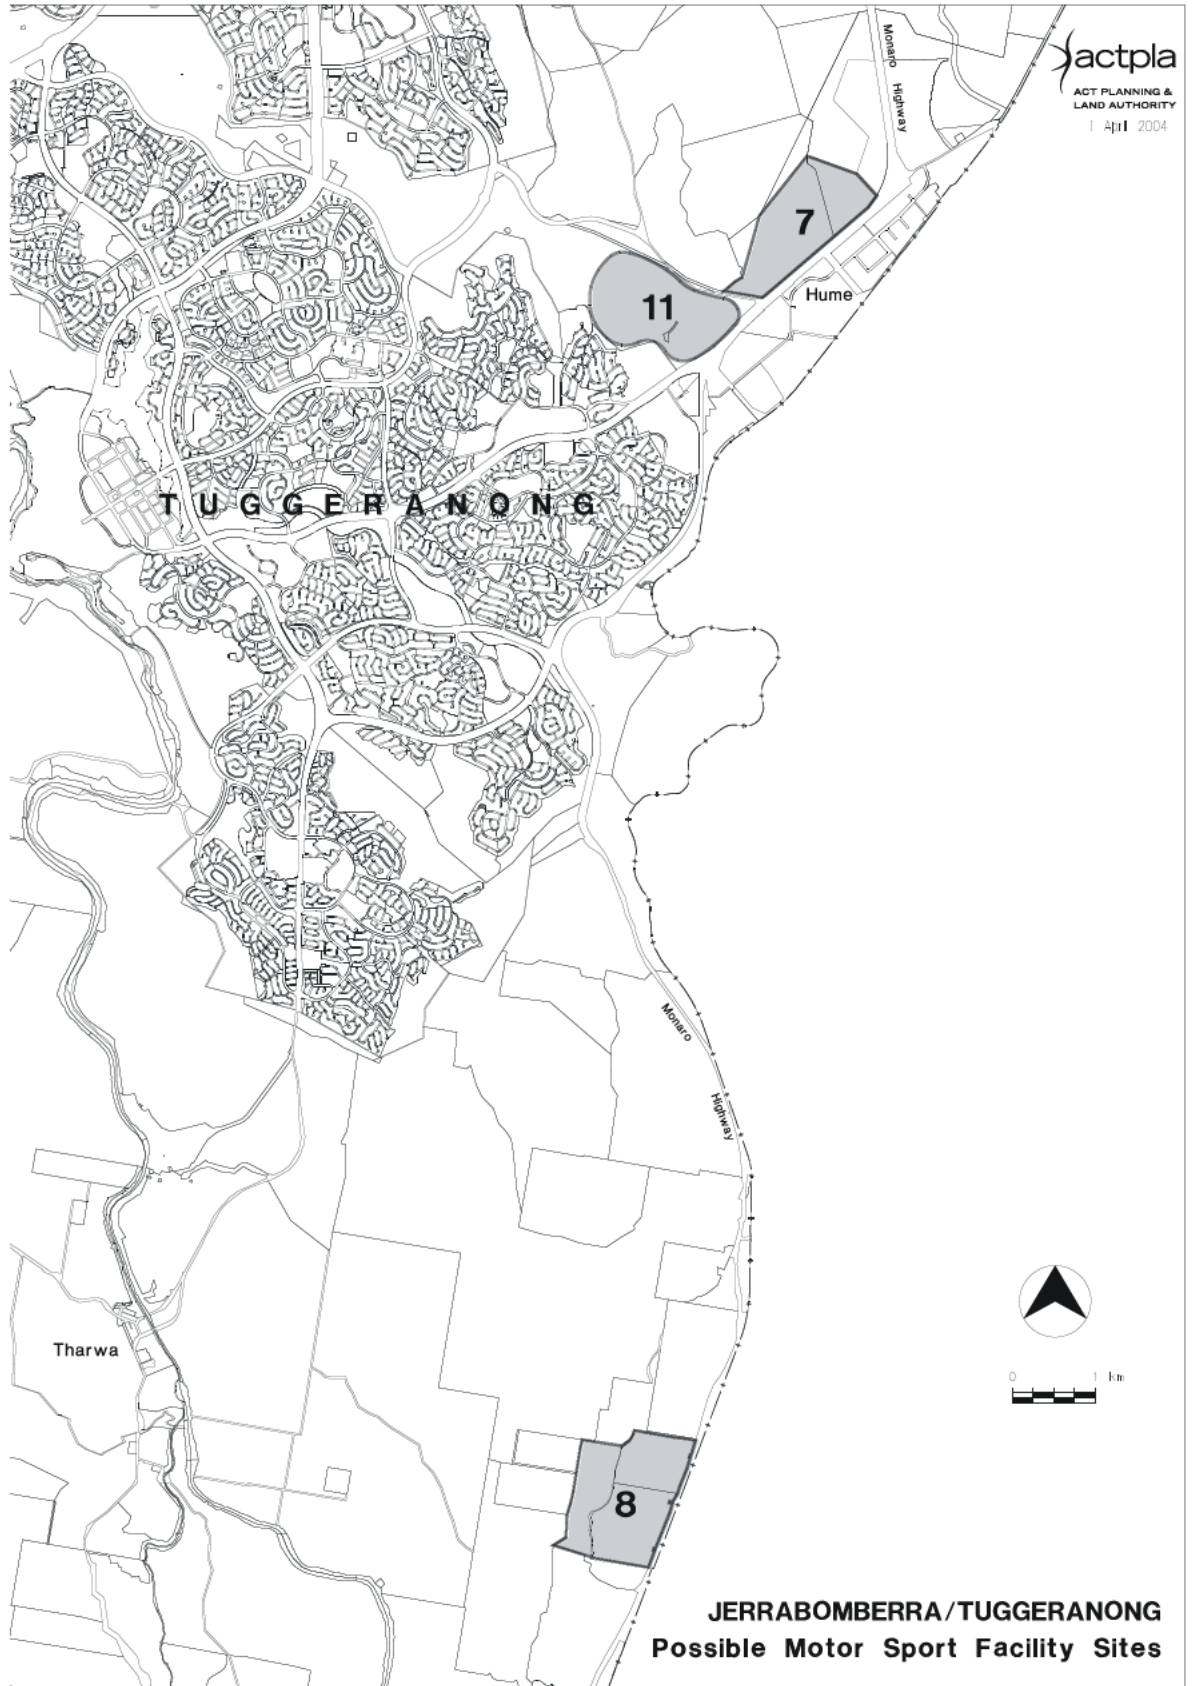 Monaro
Highway
actpla
ACT PLANNING &
LAND AUTHORITY
1 April 2004
7
11
Hume
TUGGERANONG
Monaro
Highway
Tharwa
0 1 km
8
JERRABOMBERRA/TUGGERANONG
Possible Motor Sport Facility Sites